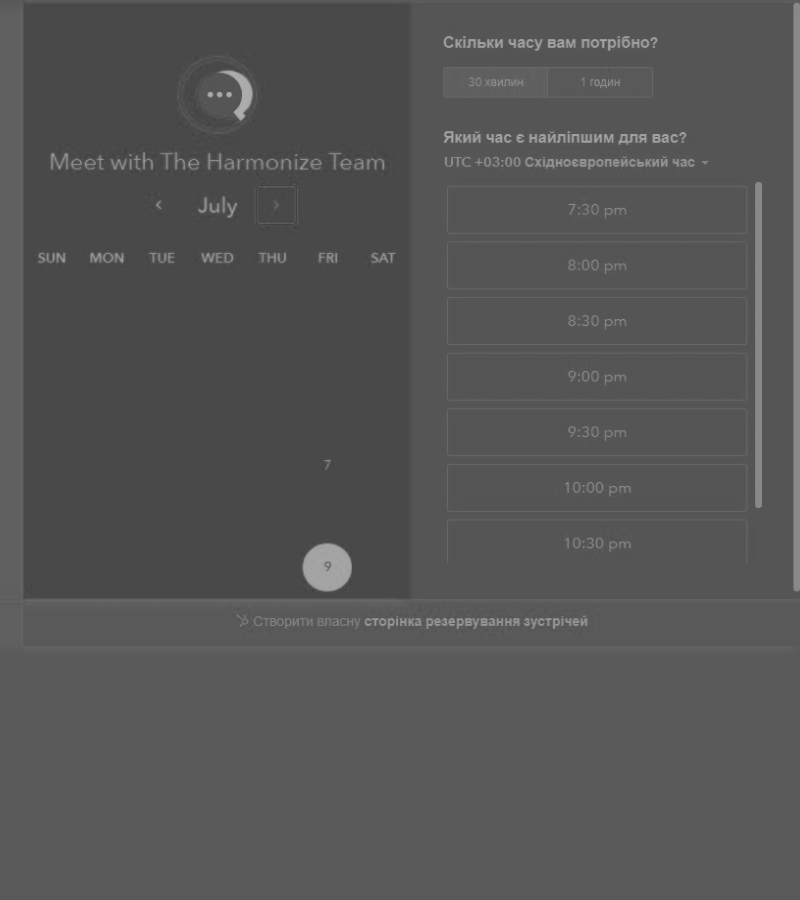 Meet with The Harmonize Team
July
SUN MON TUE WED THU FRI SAT
7
9
Скільки часу вам потрібно?
30 хвилин 1 годин
Який час є найліпшим для вас?
UTC +03:00 Східноєвропейський час
7:30 pm
8:00 pm
8:30 pm
9:00 pm
9:30 pm
10:00 pm
10:30 pm
Створити власну сторінка резервування зустрічей